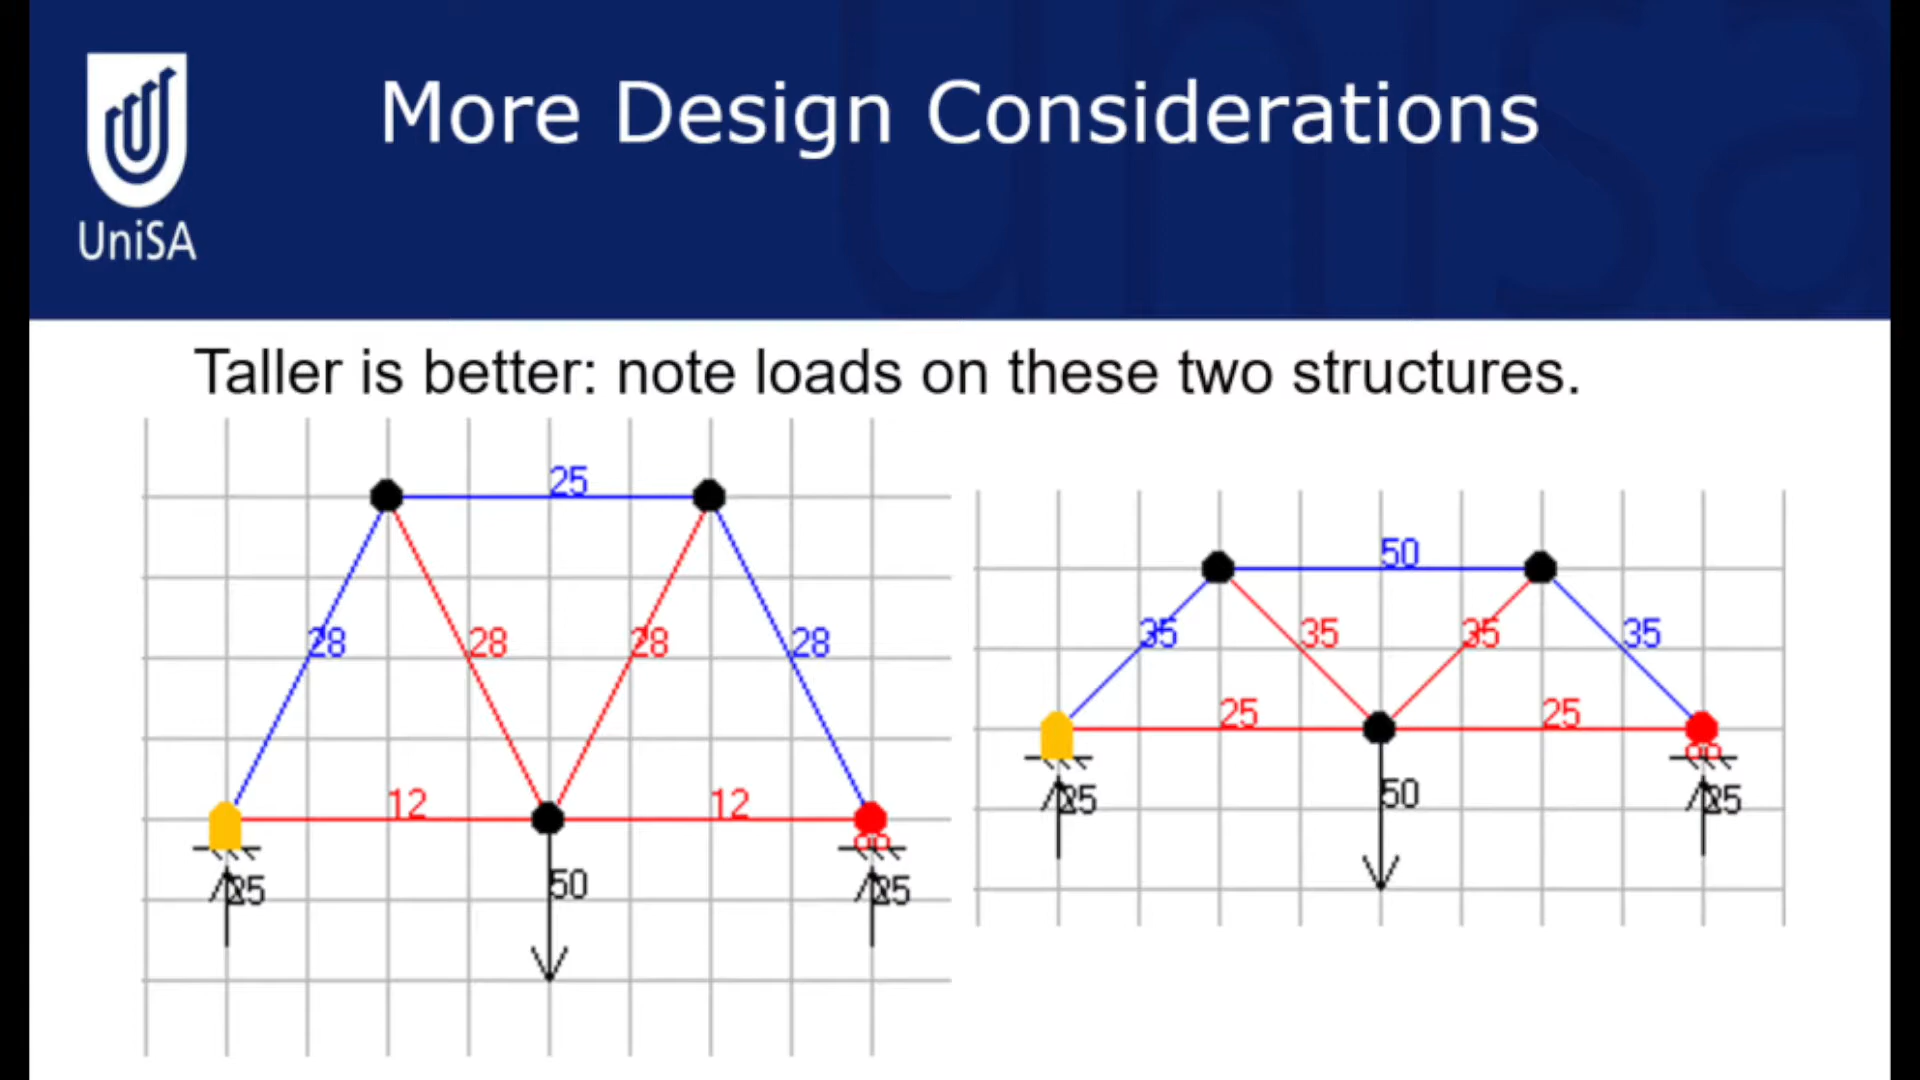 More Design Considerations
UniSA
Taller is better: note loads on these two structures.
25
28 28 28 28
12 12
25 50 25
50
35 35 35 35
25 25
25 50 25